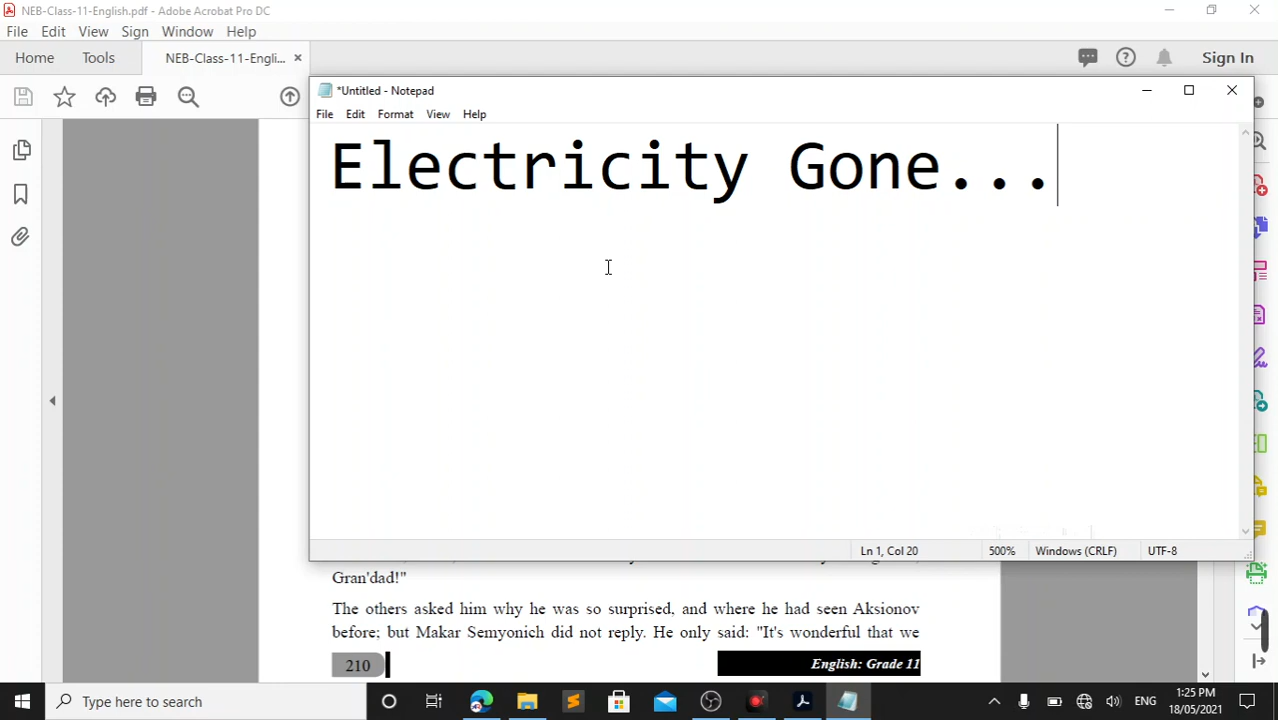 NEB-Class-11-English.pdf - Adobe Acrobat Pro DC
File Edit View Sign Window Help
Home Tools NEB-Class-11-Engli... ×
Sign In
*Untitled - Notepad
File Edit Format View Help
Electricity Gone...
Ln 1, Col 20 500% Windows (CRLF) UTF-8
Gran'dad!"
The others asked him why he was so surprised, and where he had seen Aksionov
before; but Makar Semyonich did not reply. He only said: "It's wonderful that we
210 English: Grade 11
Type here to search
ENG
1:25 PM
18/05/2021